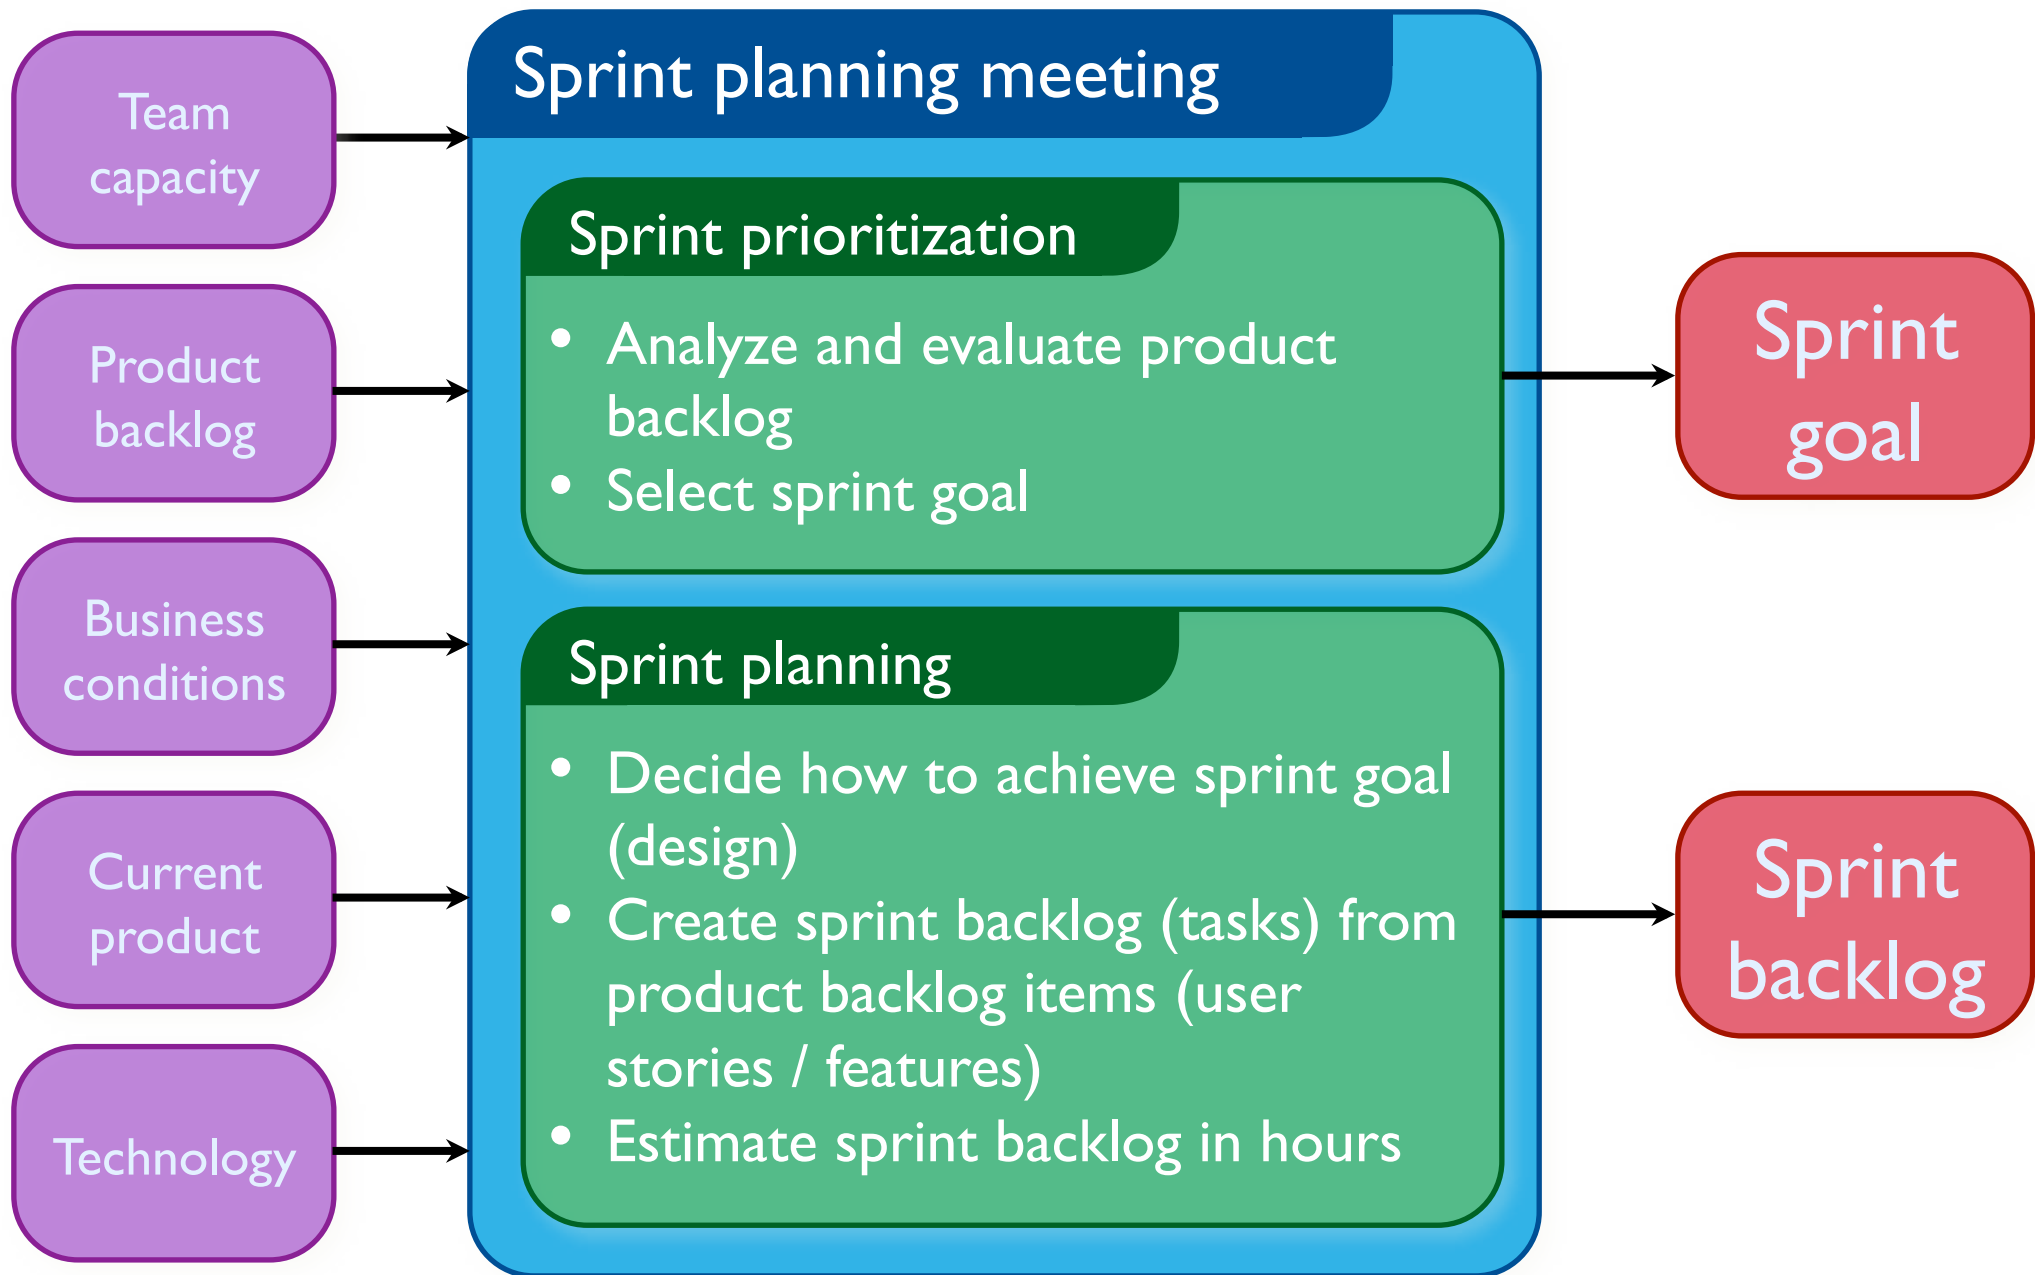 Team
capacity
Product
backlog
Business
conditions
Current
product
Technology
Sprint planning meeting
Sprint prioritization
• Analyze and evaluate product
backlog
• Select sprint goal
Sprint planning
• Decide how to achieve sprint goal
(design)
• Create sprint backlog (tasks) from
product backlog items (user
stories / features)
• Estimate sprint backlog in hours
Sprint
goal
Sprint
backlog